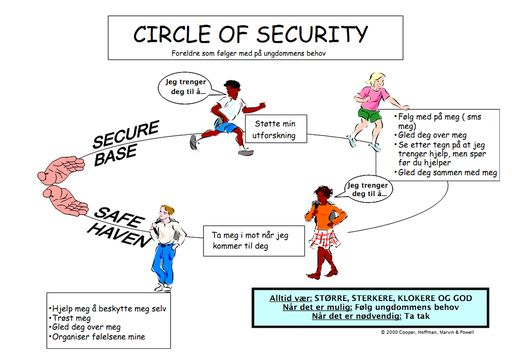 CIRCLE OF SECURITY
Foreldre som følger med på ungdommens behov
Jeg trenger
deg til å...
Støtte min
utforskning
• Følg med på meg ( sms
meg)
• Gled deg over meg
• Se etter tegn på at jeg
trenger hjelp, men spør
før du hjelper
• Gled deg sammen med meg
SECURE
BASE
Jeg trenger
deg til å...
SAFE
HAVEN
Ta meg i mot når jeg
kommer til deg
• Hjelp meg å beskytte meg selv
• Trøst meg
• Gled deg over meg
• Organiser følelsene mine
Alltid vær: STØRRE, STERKERE, KLOKERE OG GOD
Når det er mulig: Følg ungdommens behov
Når det er nødvendig: Ta tak
© 2000 Cooper, Hoffman, Marvin & Powell